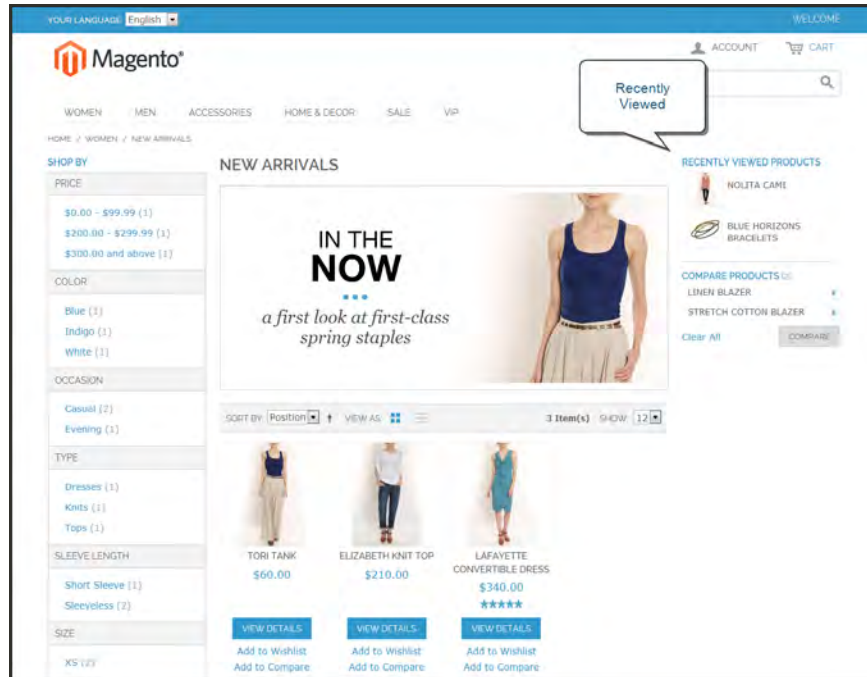 YOUR LANGUAGE: English
WELCOME
Magento®
ACCOUNT
CART
Recently
Viewed
WOMEN MEN ACCESSORIES HOME & DECOR SALE VIP
HOME / WOMEN / NEW ARRIVALS
SHOP BY
PRICE
$0.00 - $99.99 (1)
$200.00 - $299.99 (1)
$300.00 and above (1)
COLOR
Blue (1)
Indigo (1)
White (1)
OCCASION
Casual (2)
Evening (1)
TYPE
Dresses (1)
Knits (1)
Tops (1)
SLEEVE LENGTH
Short Sleeve (1)
Sleeveless (2)
SIZE
XS (2)
NEW ARRIVALS
IN THE
NOW
a first look at first-class
spring staples
SORT BY: Position VIEW AS: 3 Item(s) SHOW: 12
TORI TANK
$60.00
VIEW DETAILS
Add to Wishlist
Add to Compare
ELIZABETH KNIT TOP
$210.00
VIEW DETAILS
Add to Wishlist
Add to Compare
LAFAYETTE
CONVERTIBLE DRESS
$340.00
VIEW DETAILS
Add to Wishlist
Add to Compare
RECENTLY VIEWED PRODUCTS
NOLITA CAMI
BLUE HORIZONS
BRACELETS
COMPARE PRODUCTS (2)
LINEN BLAZER x
STRETCH COTTON BLAZER x
Clear All COMPARE